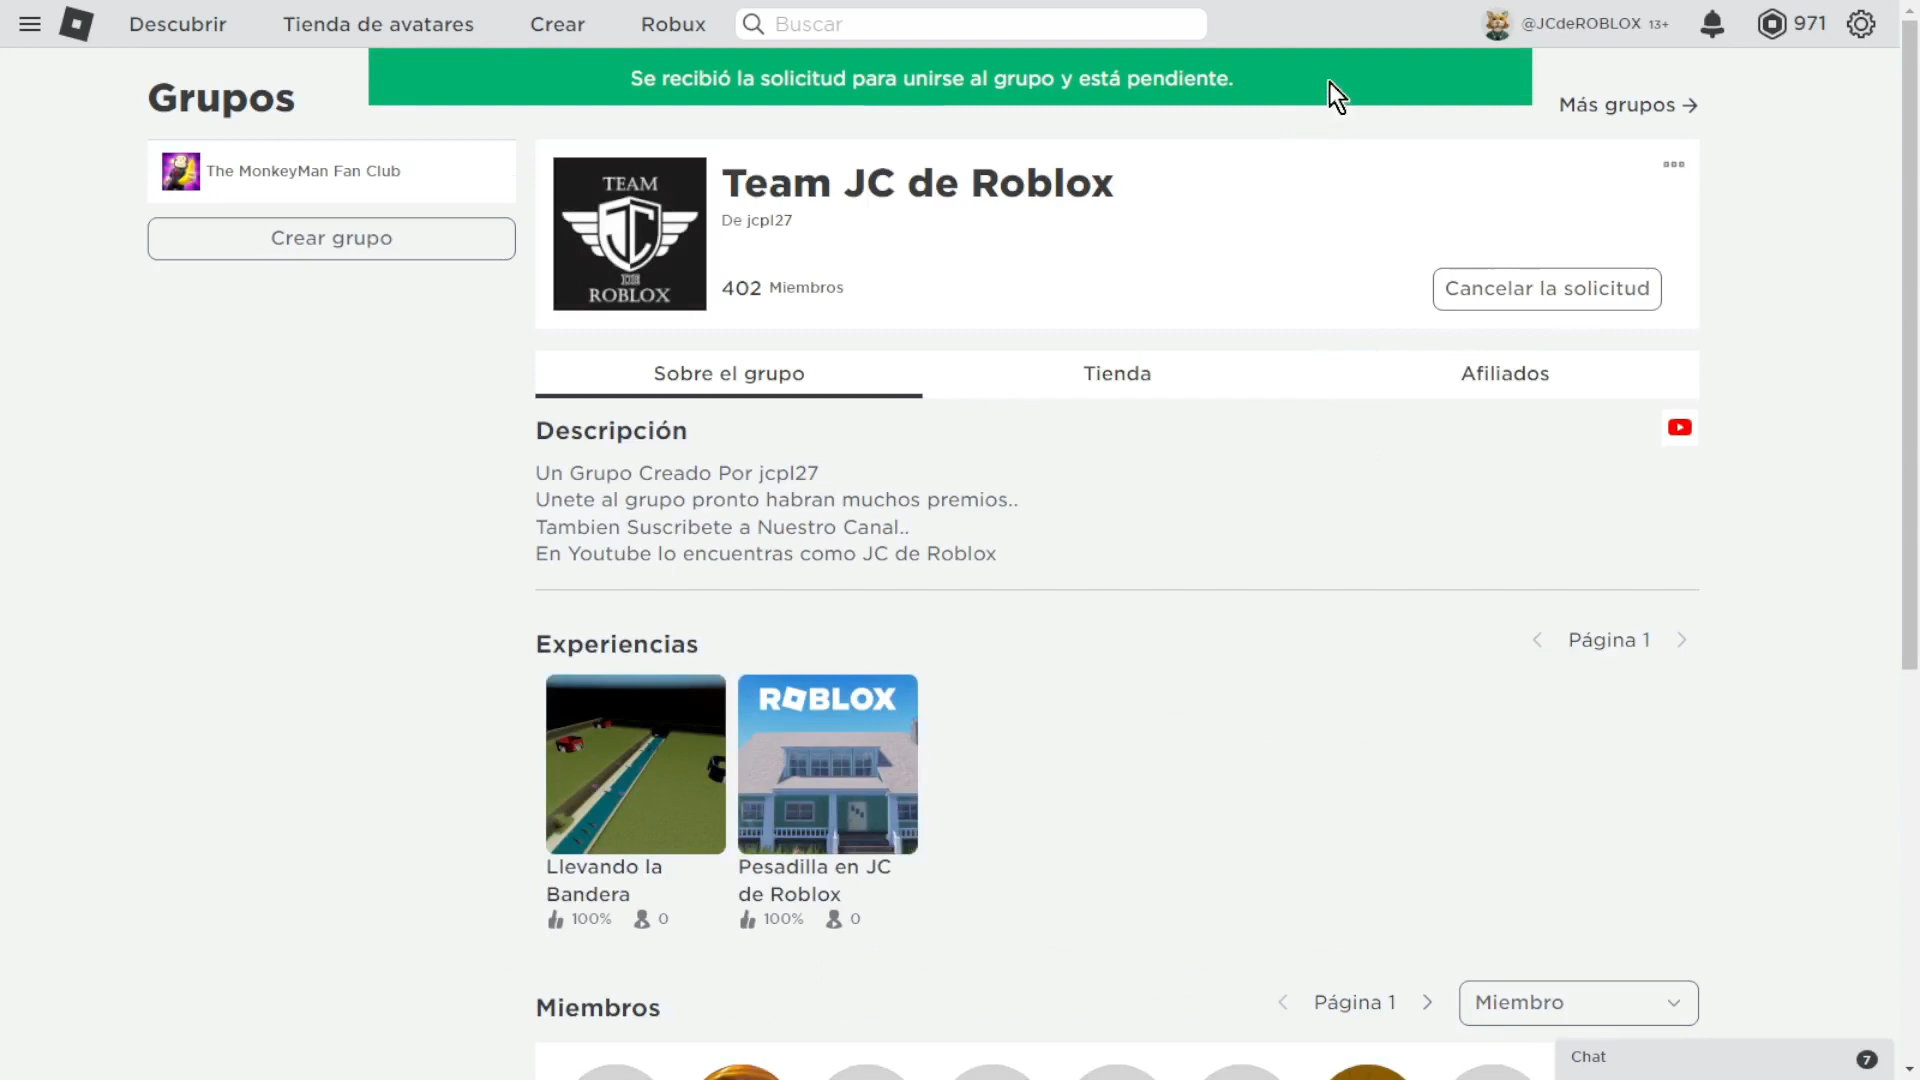 Descubrir
Tienda de avatares
Crear
Robux
Buscar
@JCdeROBLOX 13+
971
Se recibió la solicitud para unirse al grupo y está pendiente.
Grupos
Más grupos
The MonkeyMan Fan Club
Crear grupo
TEAM
JC
DE
ROBLOX
Team JC de Roblox
De jcpl27
402 Miembros
Cancelar la solicitud
Sobre el grupo
Tienda
Afiliados
Descripción
Un Grupo Creado Por jcpl27
Unete al grupo pronto habran muchos premios..
Tambien Suscribete a Nuestro Canal..
En Youtube lo encuentras como JC de Roblox
Experiencias
Página 1
ROBLOX
Llevando la
Bandera
100% 0
Pesadilla en JC
de Roblox
100% 0
Miembros
Página 1
Miembro
Chat
7